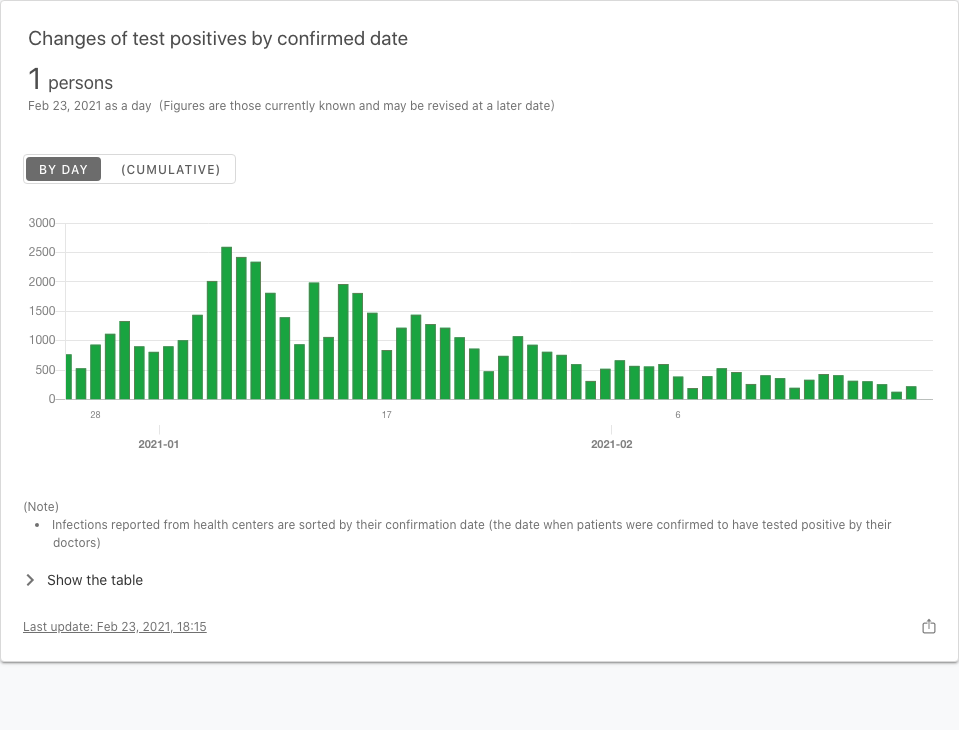 Changes of test positives by confirmed date
1 persons
Feb 23, 2021 as a day (Figures are those currently known and may be revised at a later date)
BY DAY (CUMULATIVE)
3000
2500
2000
1500
1000
500
0
28 17 6
2021-01 2021-02
(Note)
• Infections reported from health centers are sorted by their confirmation date (the date when patients were confirmed to have tested positive by their
doctors)
Show the table
Last update: Feb 23, 2021, 18:15